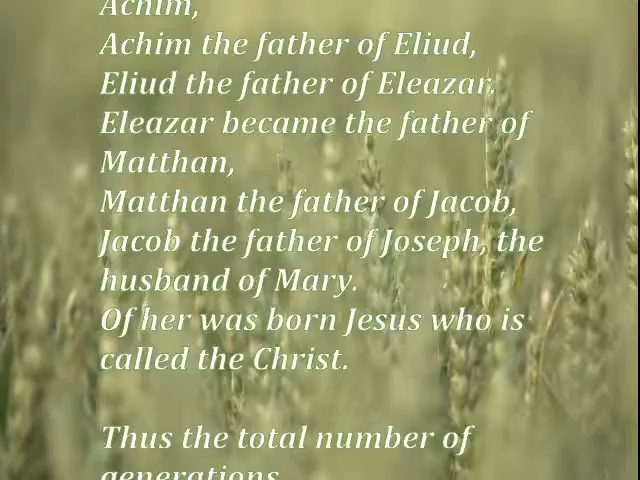 Achim,
Achim the father of Eliud,
Eliud the father of Eleazar.
Eleazar became the father of
Matthan,
Matthan the father of Jacob,
Jacob the father of Joseph, the
husband of Mary.
Of her was born Jesus who is
called the Christ.
Thus the total number of
generations